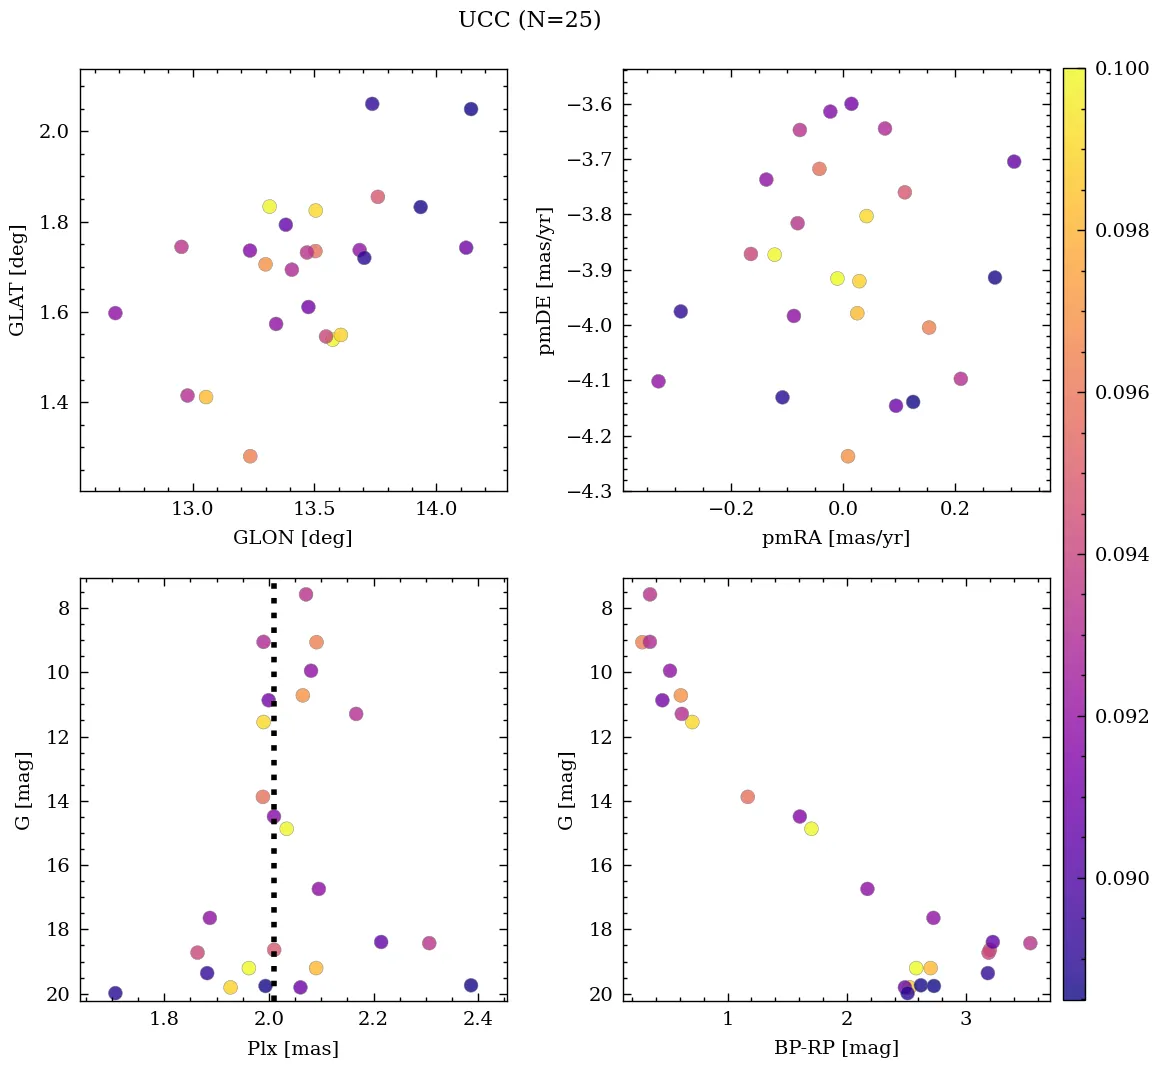 UCC (N=25)
2.0
1.8
1.6
1.4
GLAT [deg]
13.0 13.5 14.0
GLON [deg]
−3.6
−3.7
−3.8
−3.9
−4.0
−4.1
−4.2
−4.3
pmDE [mas/yr]
−0.2 0.0 0.2
pmRA [mas/yr]
8
10
12
14
16
18
20
G [mag]
1.8 2.0 2.2 2.4
Plx [mas]
8
10
12
14
16
18
20
G [mag]
1 2 3
BP-RP [mag]
0.100
0.098
0.096
0.094
0.092
0.090